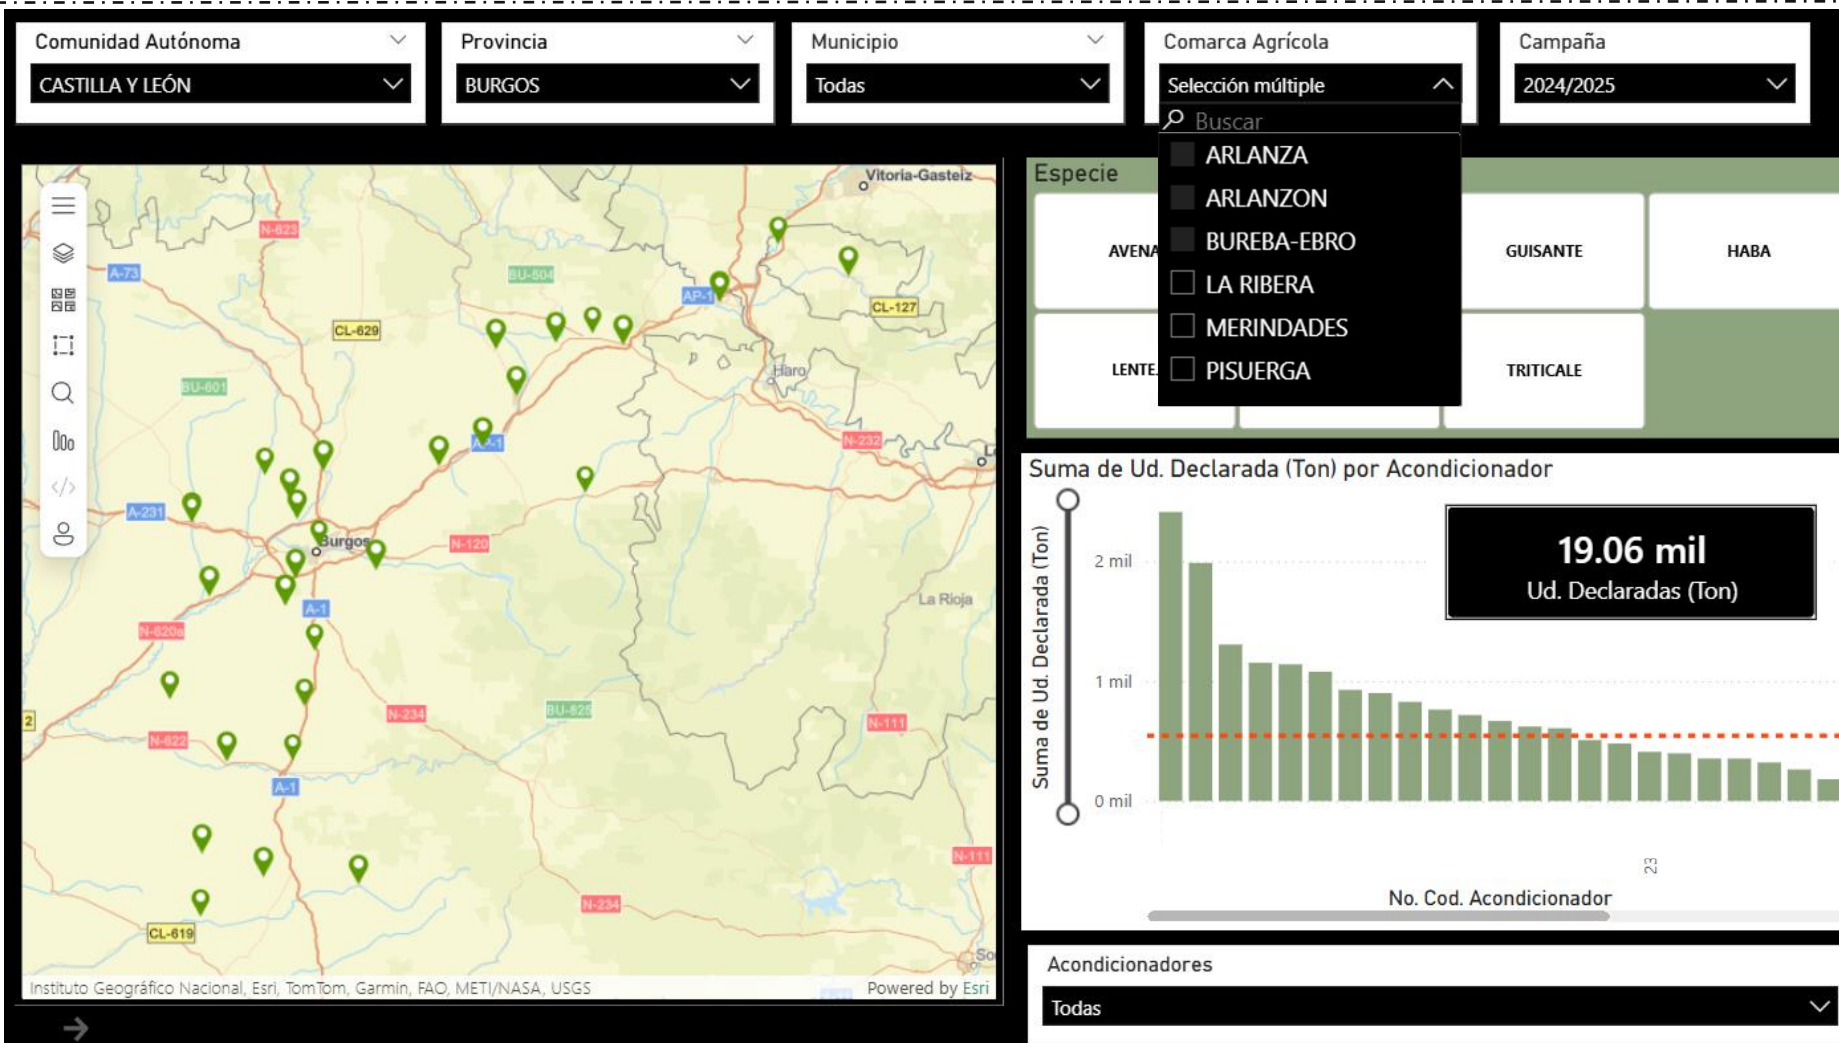 Comunidad Autónoma
CASTILLA Y LEÓN
Provincia
BURGOS
Municipio
Todas
Comarca Agrícola
Selección múltiple
Buscar
ARLANZA
ARLANZON
BUREBA-EBRO
LA RIBERA
MERINDADES
PISUERGA
Campaña
2024/2025
Vitoria-Gasteiz
N-623
A-73
BU-504
AP-1
CL-127
CL-629
Haro
BU-601
N-232
AP-1
A-231
Burgos
N-120
La Rioja
A-1
N-620a
N-234
BU-825
N-111
2
N-622
A-1
N-111
N-234
CL-619
So
Instituto Geográfico Nacional, Esri, TomTom, Garmin, FAO, METI/NASA, USGS
Powered by Esri
Especie
AVENA
GUISANTE
HABA
LENTE
TRITICALE
Suma de Ud. Declarada (Ton) por Acondicionador
19.06 mil
Ud. Declaradas (Ton)
Suma de Ud. Declarada (Ton)
2 mil
1 mil
0 mil
23
No. Cod. Acondicionador
Acondicionadores
Todas